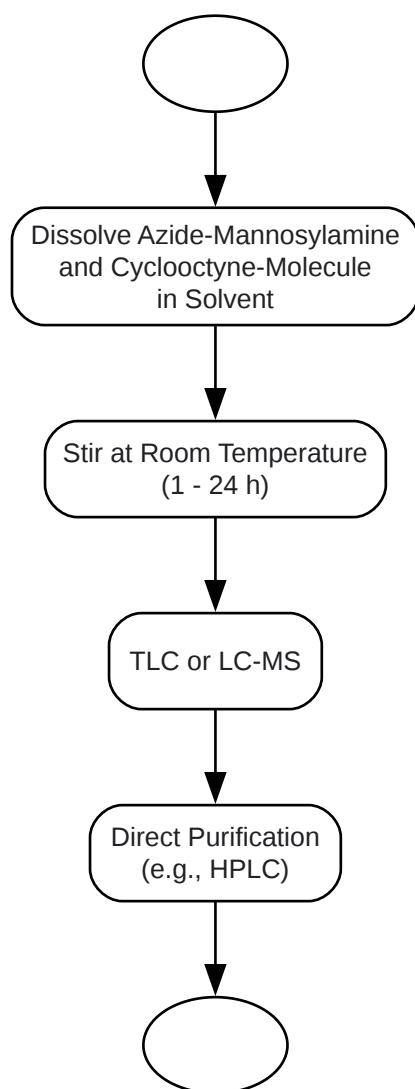 Dissolve Azide-Mannosylamine
and Cyclooctyne-Molecule
in Solvent
Stir at Room Temperature
(1 - 24 h)
TLC or LC-MS
Direct Purification
(e.g., HPLC)